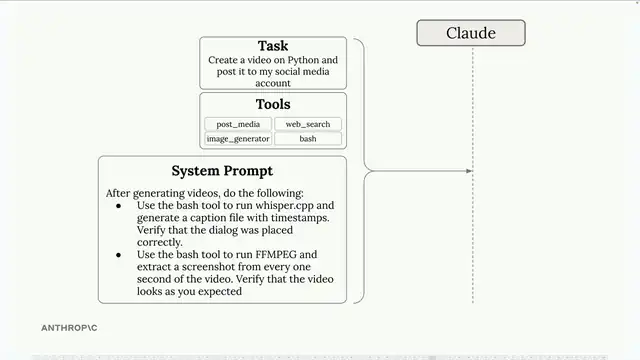 Claude
Task
Create a video on Python and
post it to my social media
account
Tools
post_media web_search
image_generator bash
System Prompt
After generating videos, do the following:
● Use the bash tool to run whisper.cpp and
generate a caption file with timestamps.
Verify that the dialog was placed
correctly.
● Use the bash tool to run FFMPEG and
extract a screenshot from every one
second of the video. Verify that the video
looks as you expected
ANTHROP\C